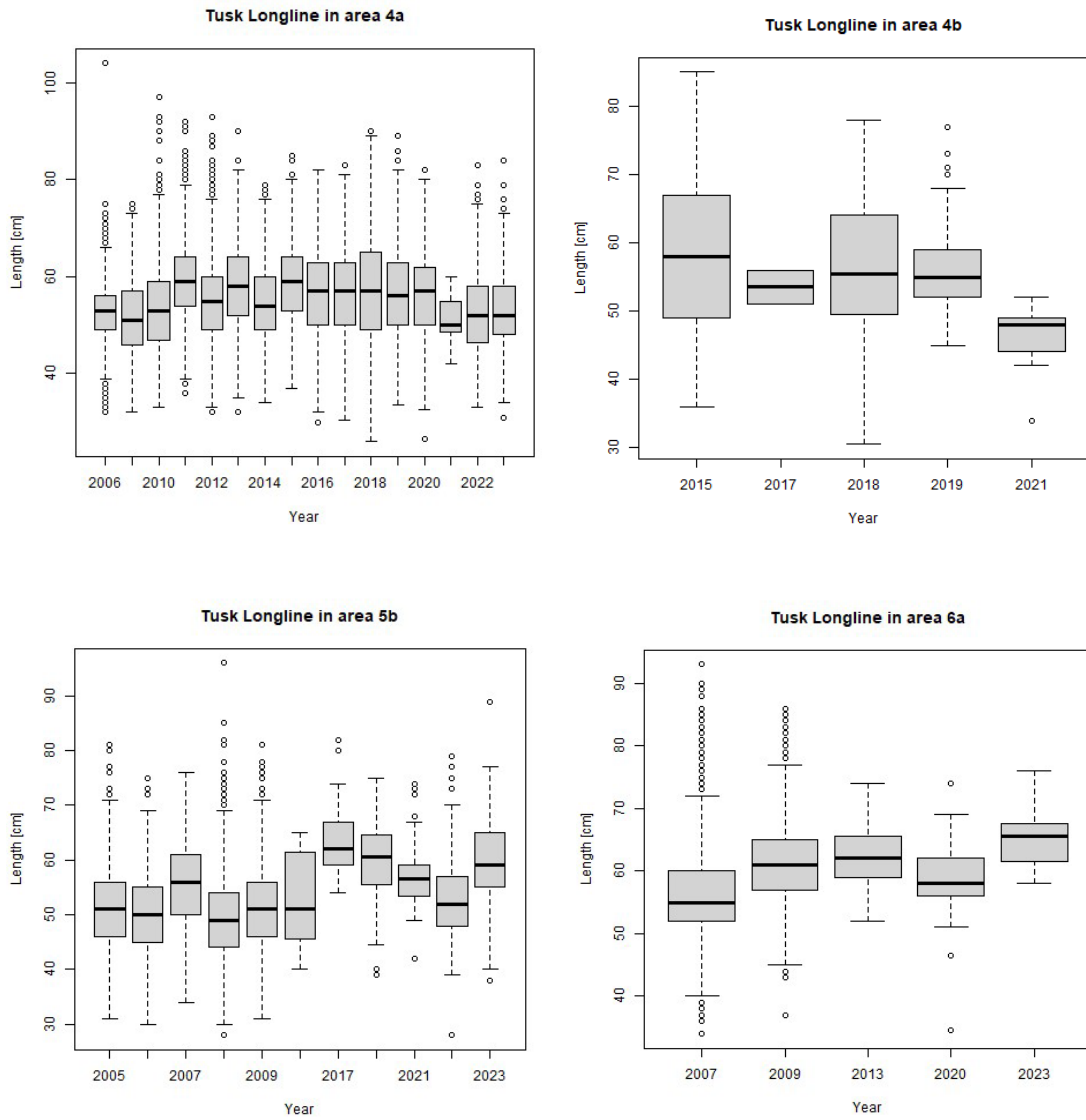 Tusk Longline in area 4a
Length [cm]
100
80
60
40
2006 2010 2012 2014 2016 2018 2020 2022
Year
Tusk Longline in area 4b
Length [cm]
80
70
60
50
40
30
2015 2017 2018 2019 2021
Year
Tusk Longline in area 5b
Length [cm]
90
80
70
60
50
40
30
2005 2007 2009 2017 2021 2023
Year
Tusk Longline in area 6a
Length [cm]
90
80
70
60
50
40
2007 2009 2013 2020 2023
Year